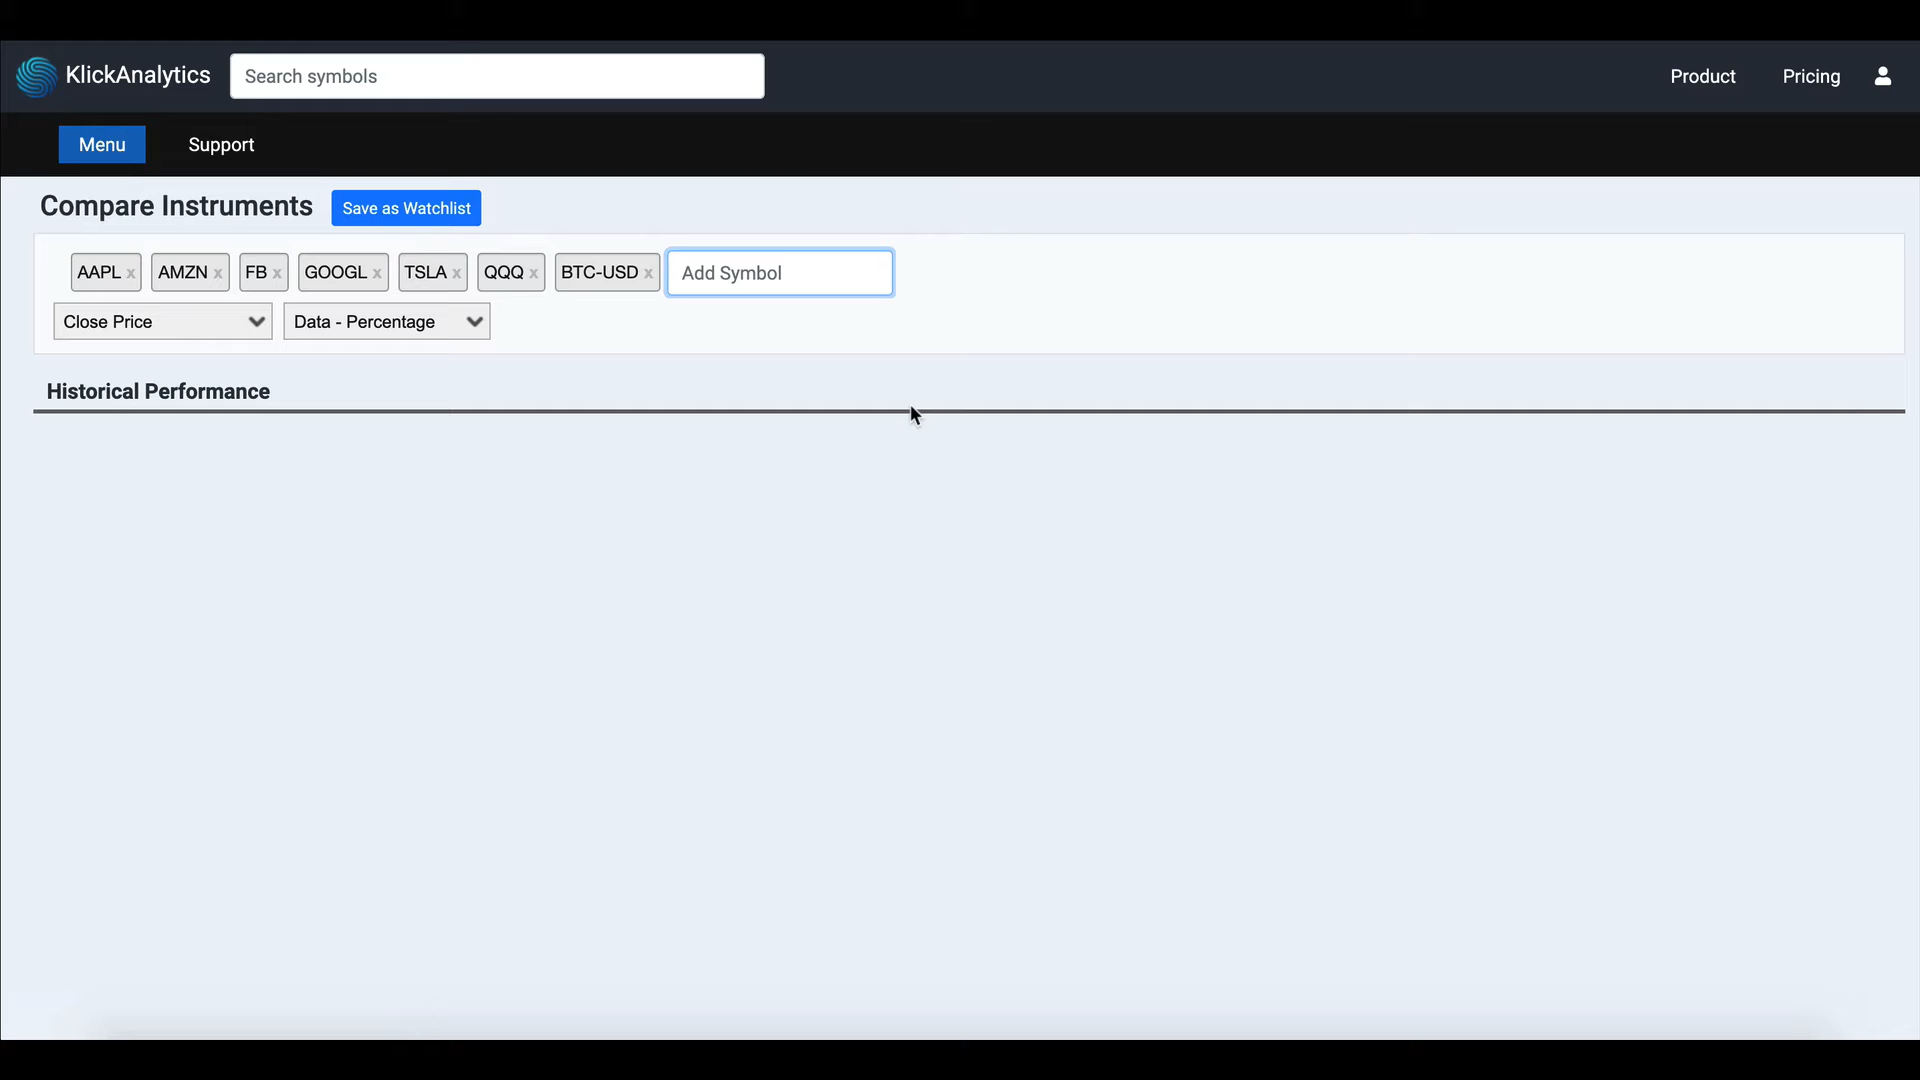 KlickAnalytics Search symbols Product Pricing
Menu Support
Compare Instruments Save as Watchlist
AAPL x AMZN x FB x GOOGL x TSLA x QQQ x BTC-USD x Add Symbol
Close Price Data - Percentage
Historical Performance